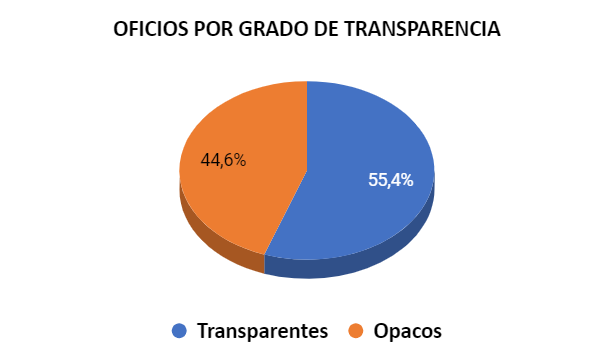 OFICIOS POR GRADO DE TRANSPARENCIA
44,6%
55,4%
Transparentes Opacos